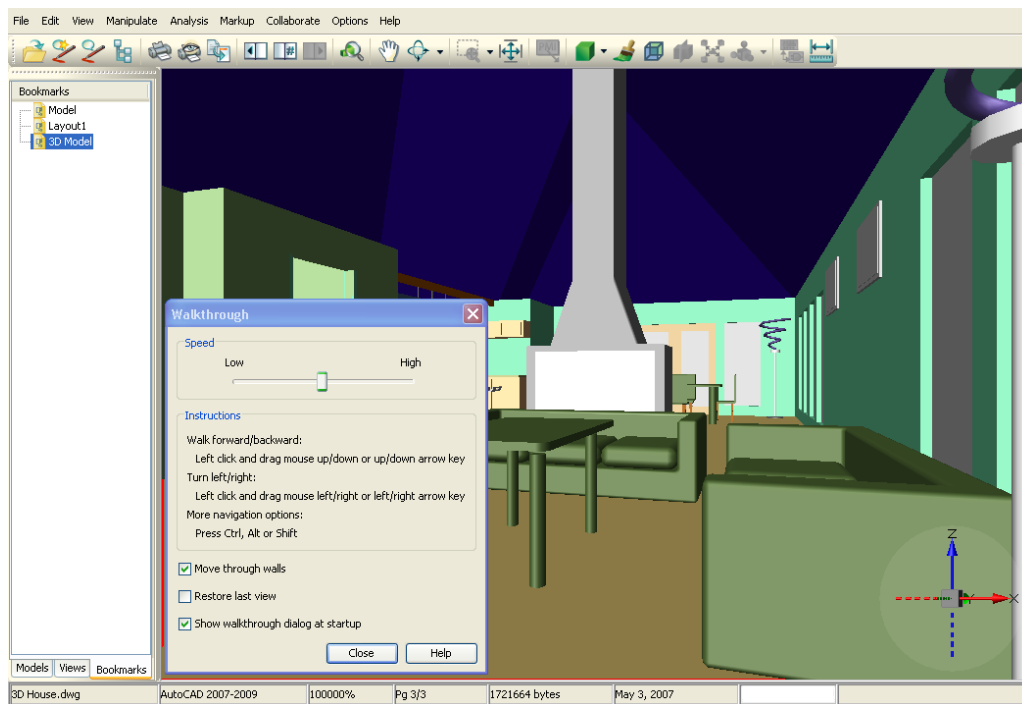 File Edit View Manipulate Analysis Markup Collaborate Options Help
Bookmarks
Model
Layout1
3D Model
Walkthrough
Speed
Low High
Instructions
Walk forward/backward:
Left click and drag mouse up/down or up/down arrow key
Turn left/right:
Left click and drag mouse left/right or left/right arrow key
More navigation options:
Press Ctrl, Alt or Shift
Move through walls
Restore last view
Show walkthrough dialog at startup
Close Help
Z
X
Models Views Bookmarks
3D House.dwg AutoCAD 2007-2009 100000% Pg 3/3 1721664 bytes May 3, 2007